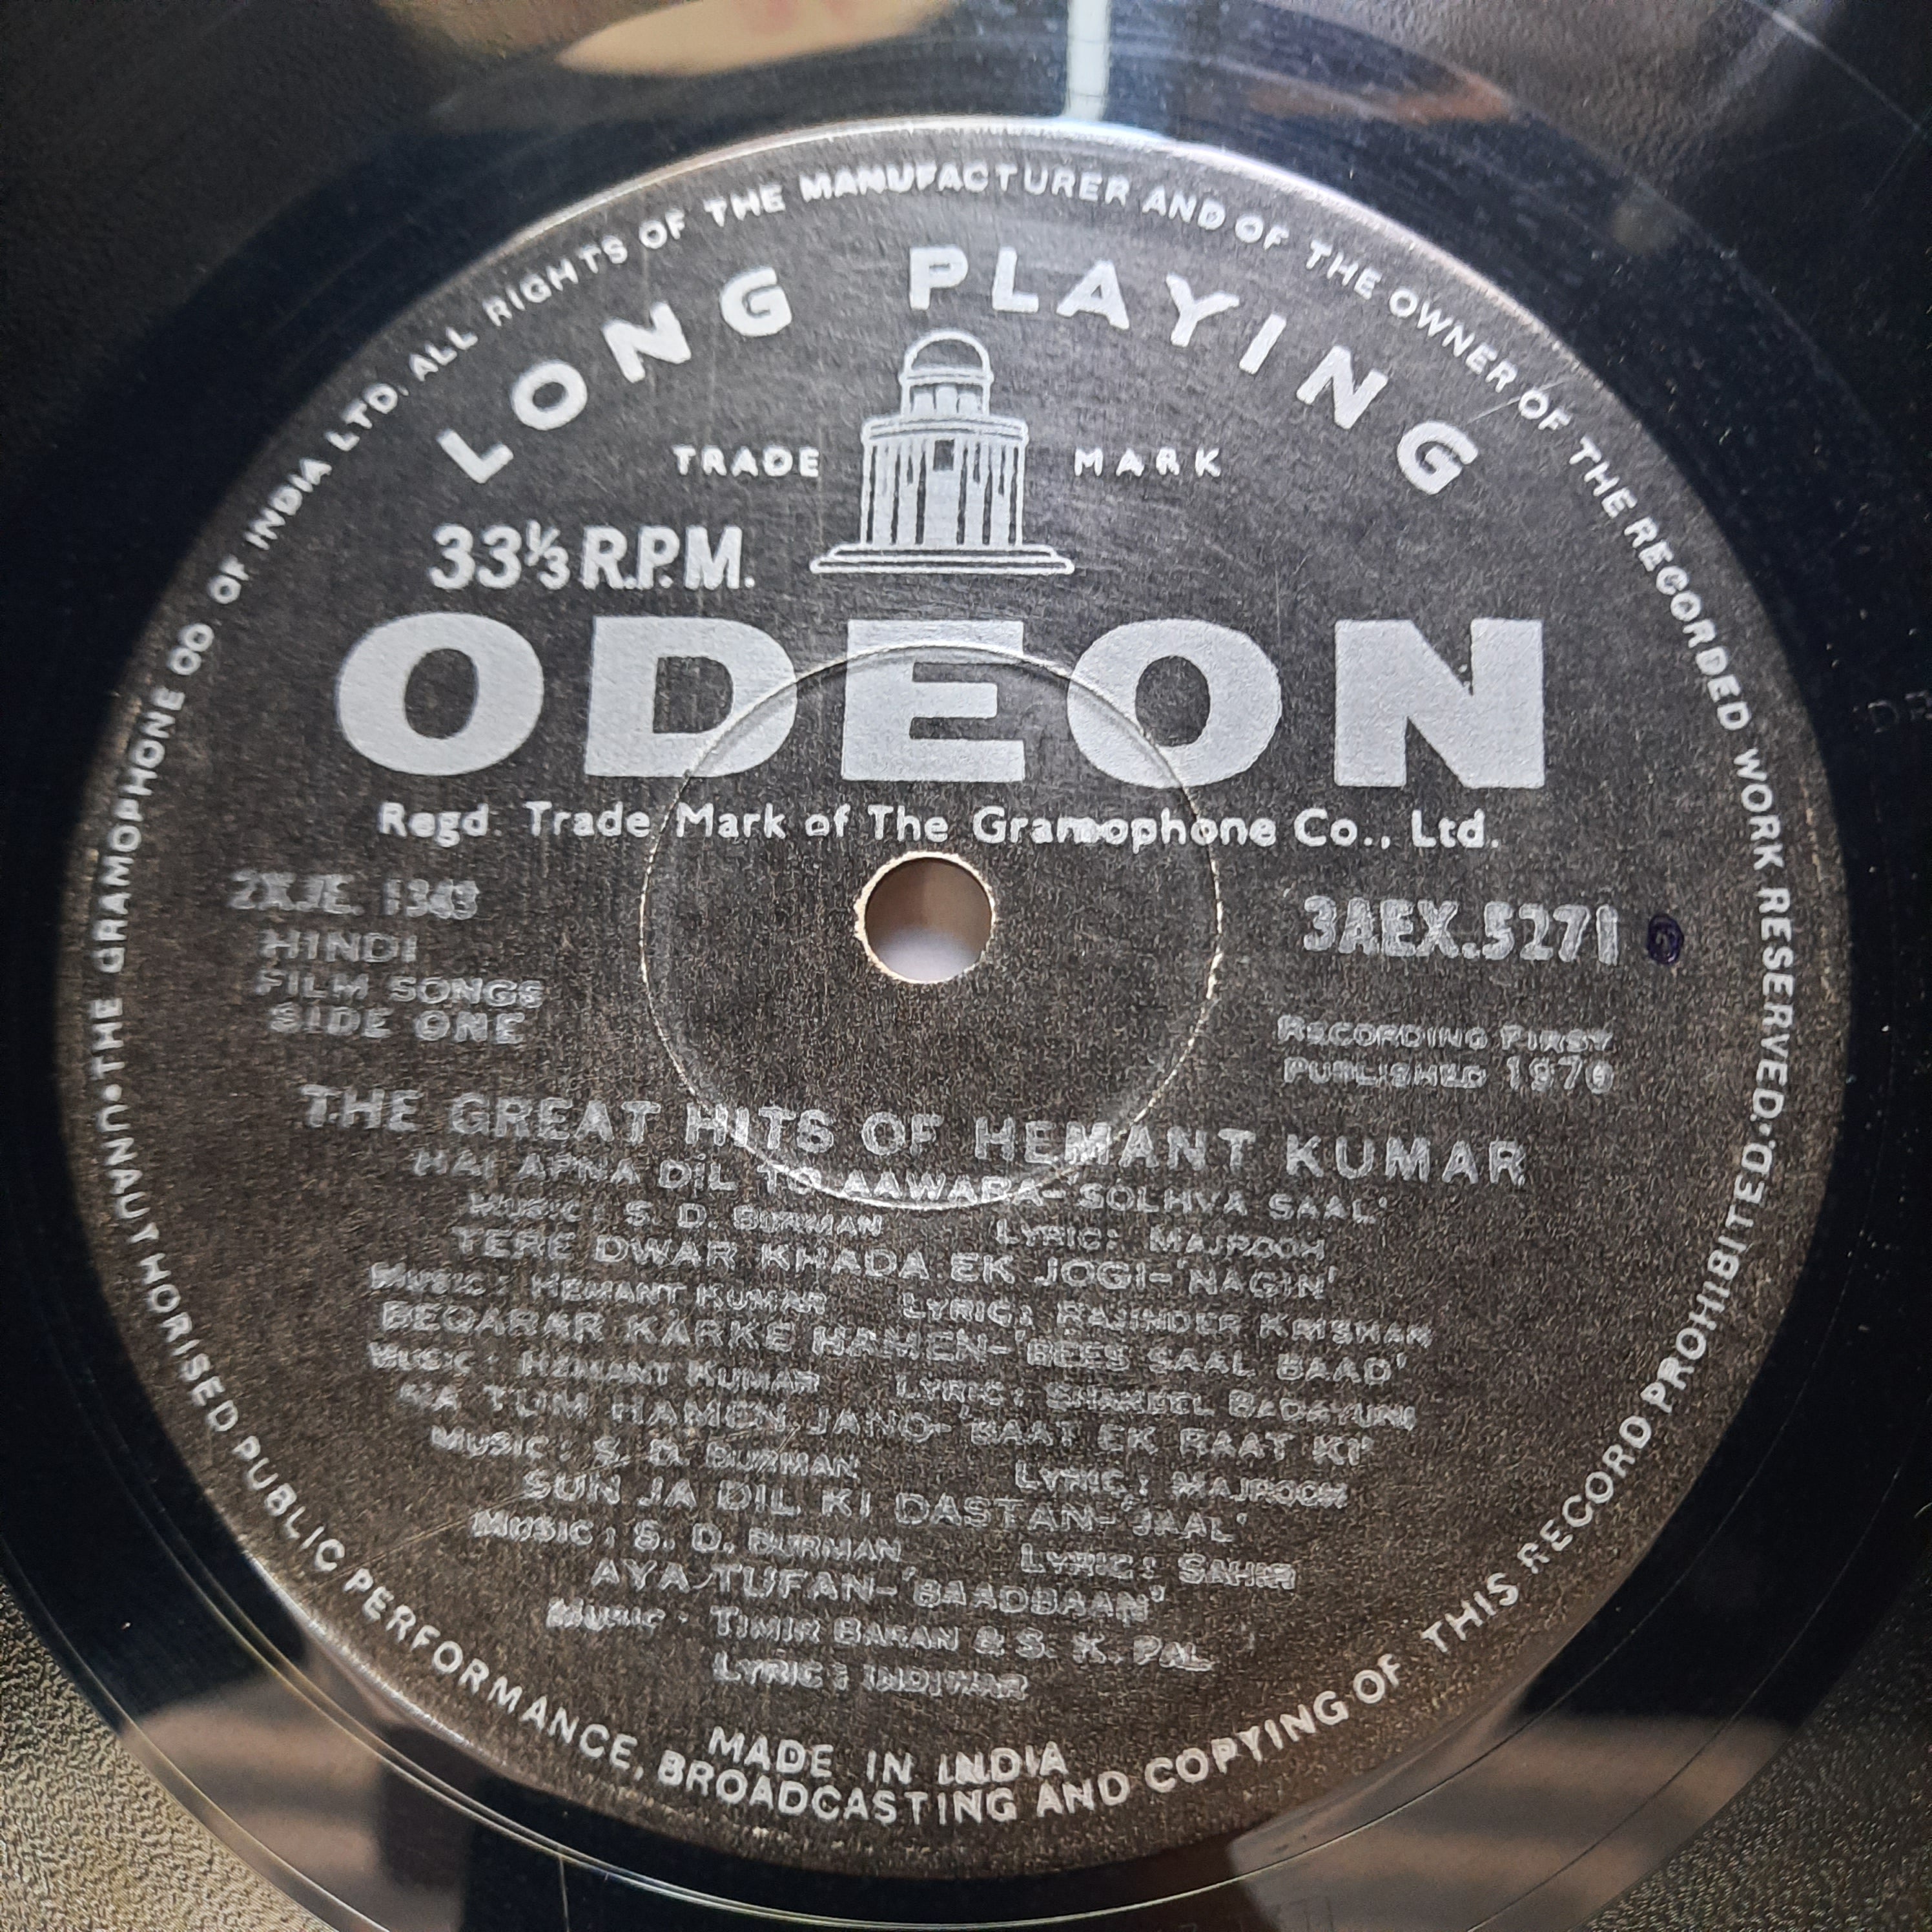 THE GRAMOPHONE CO. OF INDIA LTD. ALL RIGHTS OF THE MANUFACTURER AND OF THE OWNER OF THE RECORDED WORK RESERVED. UNAUTHORISED PUBLIC PERFORMANCE, BROADCASTING AND COPYING OF THIS RECORD PROHIBITED.
LONG PLAYING
TRADE MARK
33⅓ R.P.M.
ODEON
Regd. Trade Mark of The Gramophone Co., Ltd.
2XJE. 1343
3AEX.5271
HINDI
FILM SONGS
SIDE ONE
RECORDING FIRST
PUBLISHED 1970
THE GREAT HITS OF HEMANT KUMAR
HAI APNA DIL TO AAWARA-'SOLHVA SAAL'
MUSIC: S. D. BURMAN LYRIC: MAJROOH
TERE DWAR KHADA EK JOGI-'NAGIN'
MUSIC: HEMANT KUMAR LYRIC: RAJINDER KRISHAN
BEQARAR KARKE HAMEN-'BEES SAAL BAAD'
MUSIC: HEMANT KUMAR LYRIC: SHAKEEL BADAYUNI
NA TUM HAMEN JANO-'BAAT EK RAAT KI'
MUSIC: S. D. BURMAN LYRIC: MAJROOH
SUN JA DIL KI DASTAN-'JAAL'
MUSIC: S. D. BURMAN LYRIC: SAHIR
AYA TUFAN-'BAADBAAN'
MUSIC: TIMIR BARAN & S. K. PAL
LYRIC: INDIWAR
MADE IN INDIA